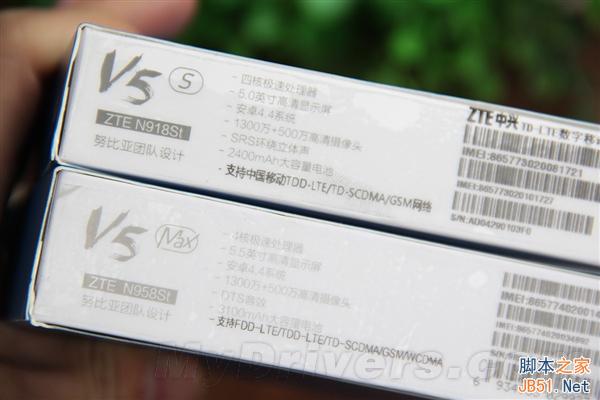 V5 S
ZTE N918St
努比亚团队设计
- 四核极速处理器
- 5.0英寸高清显示屏
- 安卓4.4系统
- 1300万+500万高清摄像头
- SRS环绕立体声
- 2400mAh大容量电池
- 支持中国移动TDD-LTE/TD-SCDMA/GSM网络
ZTE中兴 TD-LTE数字移
IMEI:865773020081721
IMEI:865773020101727
S/N:AD04290103F0
V5 Max
ZTE N958St
努比亚团队设计
- 4核极速处理器
- 5.5英寸高清显示屏
- 安卓4.4系统
- 1300万+500万高清摄像头
- DTS音效
- 3100mAh大容量电池
- 支持FDD-LTE/TDD-LTE/TD-SCDMA/GSM/WCDMA
MyDrivers.c
脚本之家
JB51.Net